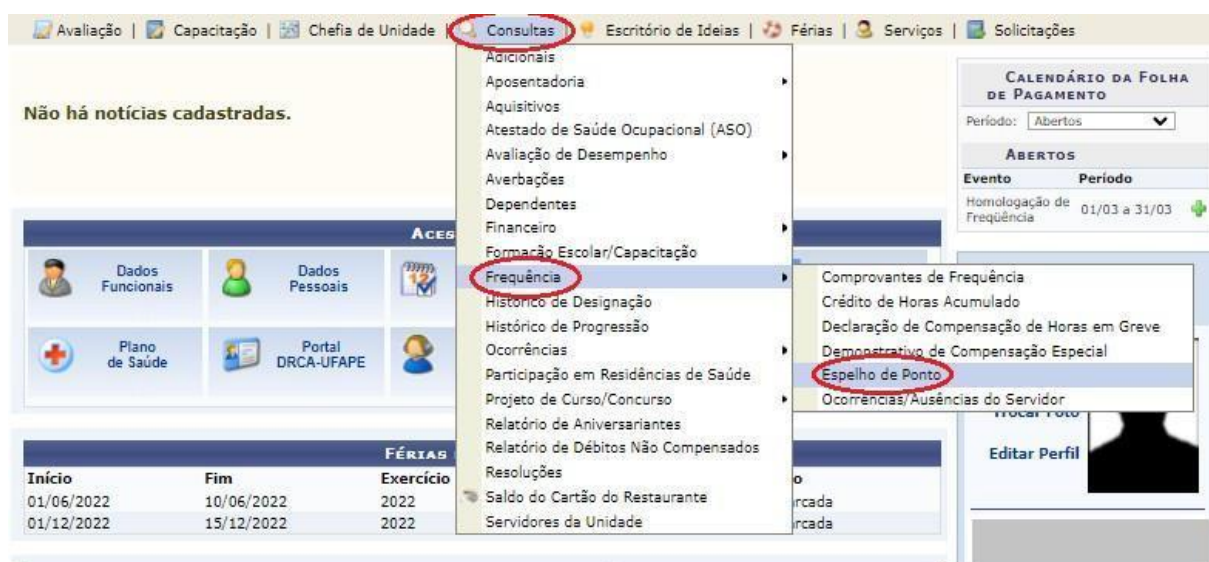 Avaliação | Capacitação | Chefia de Unidade | Consultas | Escritório de Ideias | Férias | Serviços | Solicitações
Não há notícias cadastradas.
Adicionais
Aposentadoria
Aquisitivos
Atestado de Saúde Ocupacional (ASO)
Avaliação de Desempenho
Averbações
Dependentes
Financeiro
Formação Escolar/Capacitação
Frequência
Histórico de Designação
Histórico de Progressão
Ocorrências
Participação em Residências de Saúde
Projeto de Curso/Concurso
Relatório de Aniversariantes
Relatório de Débitos Não Compensados
Resoluções
Saldo do Cartão do Restaurante
Servidores da Unidade
Comprovantes de Frequência
Crédito de Horas Acumulado
Declaração de Compensação de Horas em Greve
Demonstrativo de Compensação Especial
Espelho de Ponto
Ocorrências/Ausências do Servidor
CALENDÁRIO DA FOLHA
DE PAGAMENTO
Período: Abertos
ABERTOS
Evento Período
Homologação de
Freqüência 01/03 a 31/03
ACES
Dados
Funcionais
Dados
Pessoais
12
Plano
de Saúde
Portal
DRCA-UFAPE
Trocar Foto
Editar Perfil
FÉRIAS
Início Fim Exercício o
01/06/2022 10/06/2022 2022 rcada
01/12/2022 15/12/2022 2022 rcada